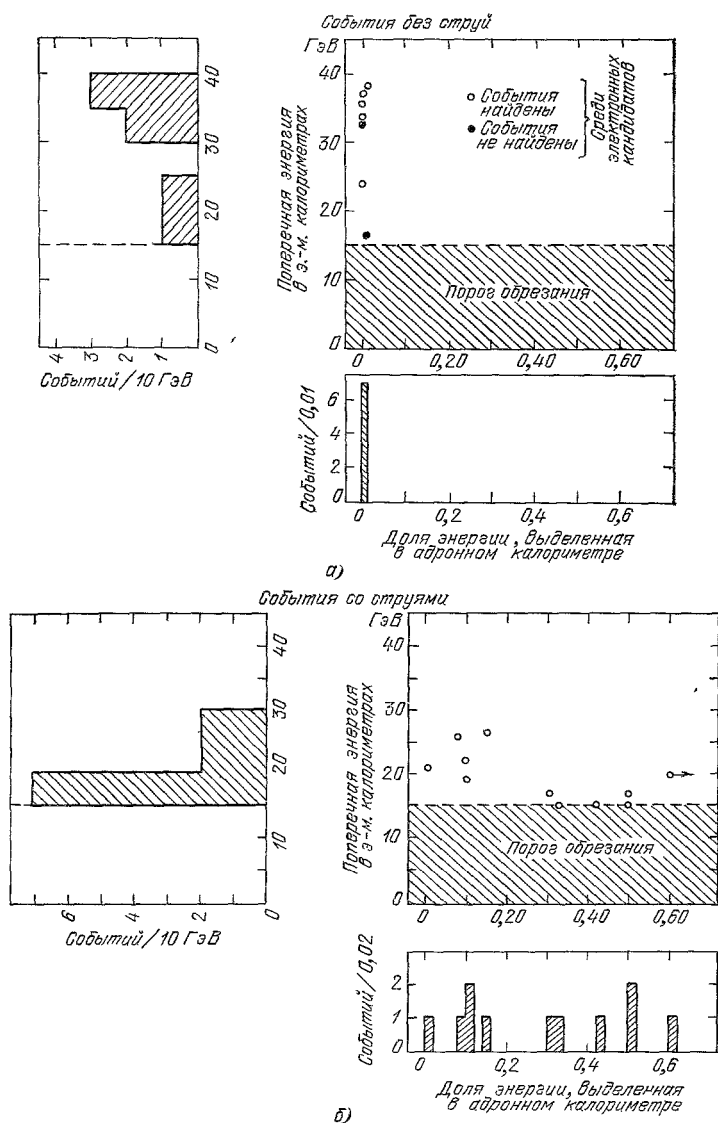 События без струй
40
30
20
10
0
4
3
2
1
Событий/10 ГэВ
ГэВ
40
30
20
10
0
Поперечная энергия
в э.-м. калориметрах
События
найдены
События
не найдены
Среди
электронных
кандидатов
Порог обрезания
0
0,20
0,40
0,60
Событий/0,01
6
4
2
0
0
0,2
0,4
0,6
Доля энергии, выделенная
в адронном калориметре
а)
События со струями
40
30
20
10
0
6
4
2
Событий/10 ГэВ
ГэВ
40
30
20
10
0
Поперечная энергия
в э.-м. калориметрах
Порог обрезания
0
0,20
0,40
0,60
Событий/0,02
2
1
0
0
0,2
0,4
0,6
Доля энергии, выделенная
в адронном калориметре
б)